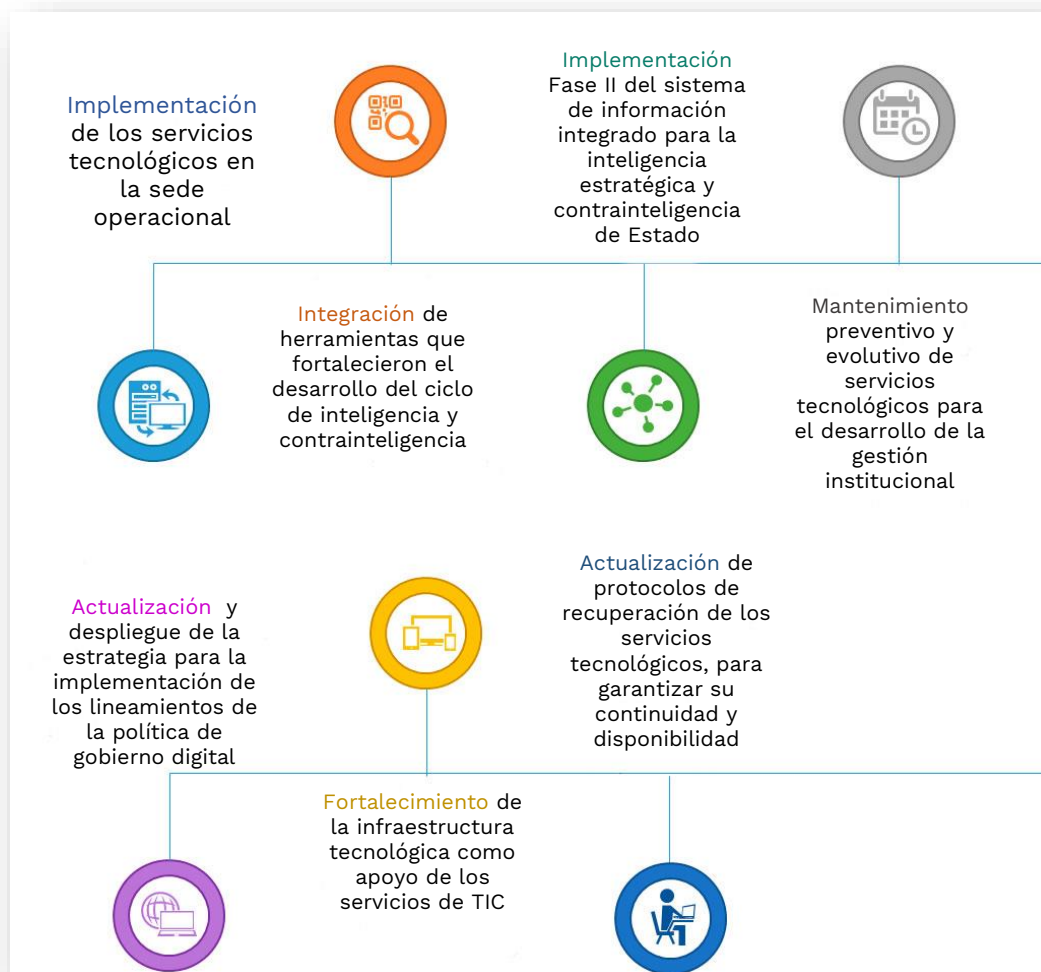 Implementación
de los servicios
tecnológicos en
la sede
operacional
Integración de
herramientas que
fortalecieron el
desarrollo del ciclo
de inteligencia y
contrainteligencia
Implementación
Fase II del sistema
de información
integrado para la
inteligencia
estratégica y
contrainteligencia
de Estado
Mantenimiento
preventivo y
evolutivo de
servicios
tecnológicos para
el desarrollo de la
gestión
institucional
Actualización y
despliegue de la
estrategia para la
implementación de
los lineamientos de
la política de
gobierno digital
Fortalecimiento de
la infraestructura
tecnológica como
apoyo de los
servicios de TIC
Actualización de
protocolos de
recuperación de los
servicios
tecnológicos, para
garantizar su
continuidad y
disponibilidad